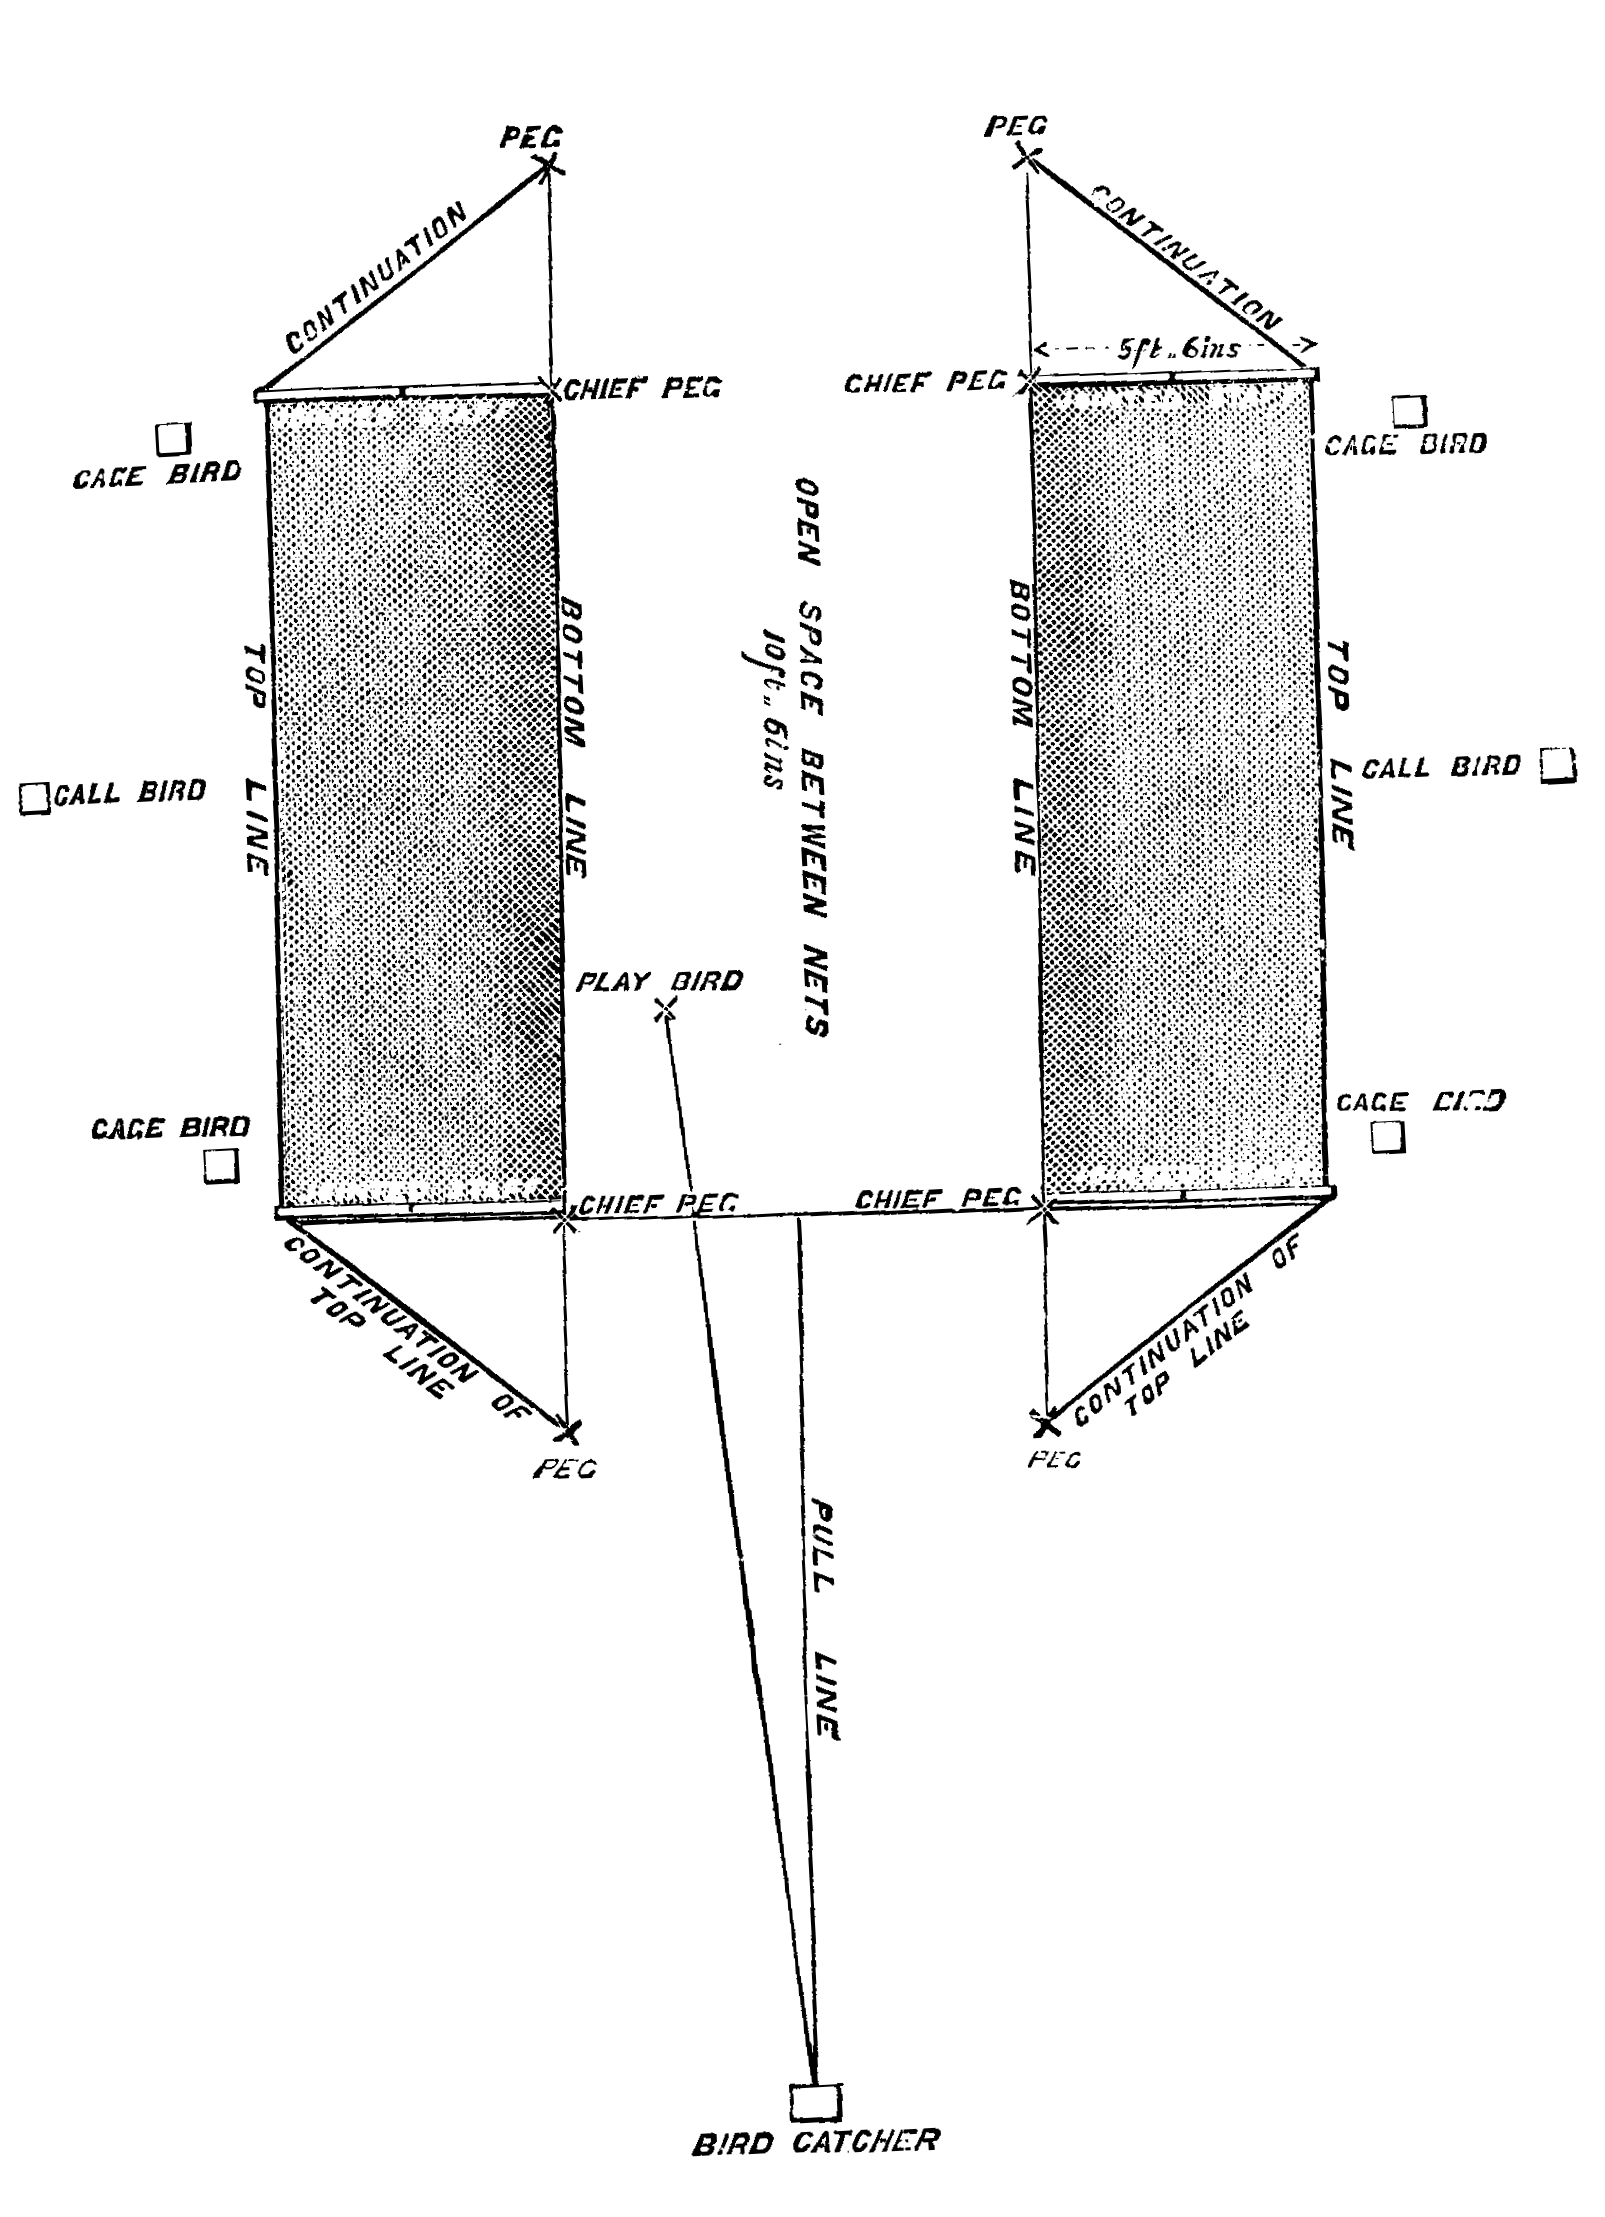 PEG
PEG
CONTINUATION
CONTINUATION
5ft. 6ins
CHIEF PEG
CHIEF PEG
CAGE BIRD
CAGE BIRD
OPEN SPACE BETWEEN NETS
10ft. 6ins
TOP LINE
BOTTOM LINE
BOTTOM LINE
TOP LINE
CALL BIRD
CALL BIRD
PLAY BIRD
CAGE BIRD
CAGE BIRD
CHIEF PEG
CHIEF PEG
CONTINUATION OF
TOP LINE
CONTINUATION OF
TOP LINE
PEG
PEG
PULL LINE
BIRD CATCHER